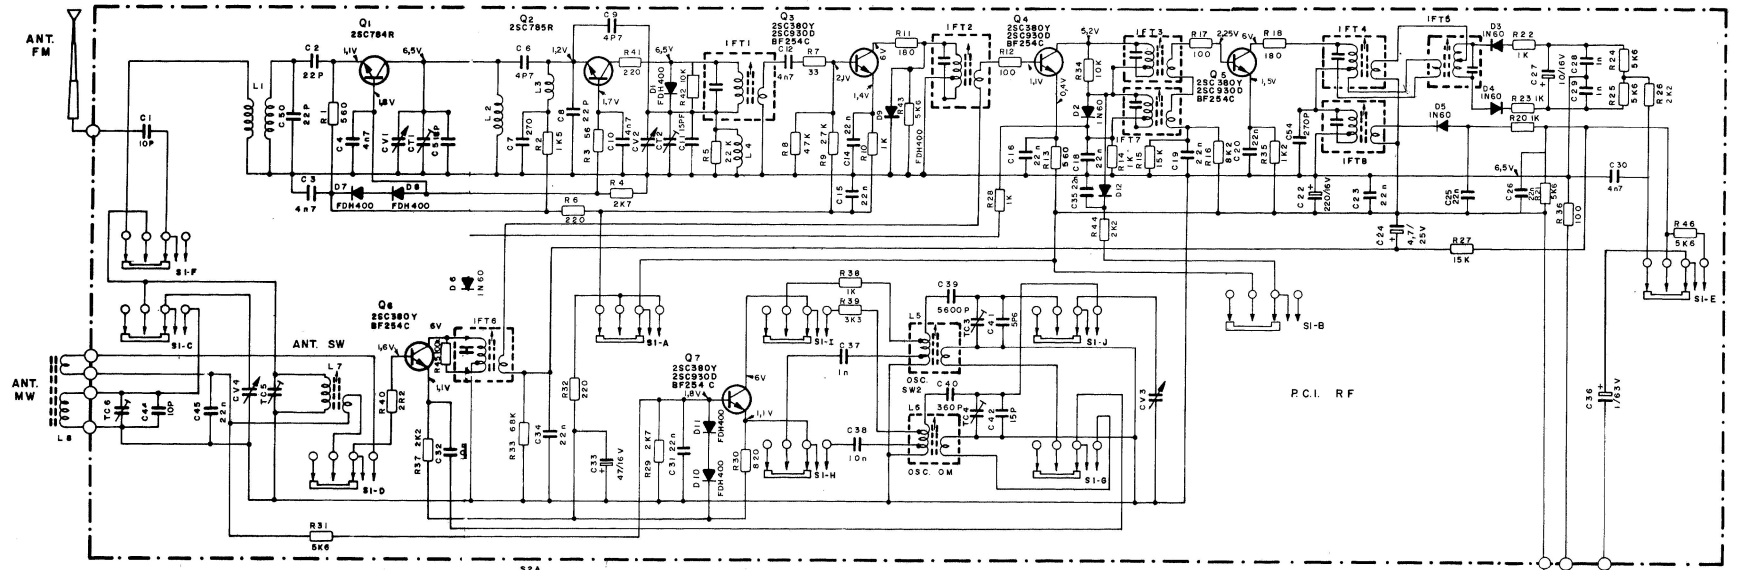 ANT.
FM
C1
10P
L1
C50
22P
C2
22P
R1
560
Q1
2SC784R
1,1V
6,5V
C4
4n7
CV1
CT1
C3
4n7
D7
FDH400
D8
FDH400
Q2
2SC785R
C6
4P7
L2
L3
C7
270
R2
1K5
1,2V
C8
22P
C9
4P7
R41
220
6,5V
1,7V
R3 56
C10
4n7
CV2
CT2
C11
15PF
D1
FDH400
R42 10K
R4
2K7
R6
220
IFT1
R5
22K
L4
Q3
2SC380Y
2SC930D
BF254C
C12
4n7
R7
33
R8
47K
R9 27K
C14
22n
R10
1K
C15
22n
6V
1,4V
R11
180
D9
R43
5K6
FDH400
IFT2
Q4
2SC380Y
2SC930D
BF254C
R12
100
0,4V
C16
22n
R13
560
R28
1K
5,2V
R34
10K
D2
1N60
C18
22n
C35 22n
D12
R44
2K2
IFT3
IFT7
R14
1K
R15
15K
C19
22n
R17
100
2,25V
Q5
2SC380Y
2SC930D
BF254C
6V
1,5V
R16
8K2
C20
22n
R35
1K2
R18
180
C54
270P
IFT4
IFT8
C22
220/16V
C23
22n
C24
4,7/
25V
IFT5
D3
1N60
D4
1N60
D5
1N60
R22
1K
R23 1K
R20 1K
C27
10/16V
C28
1n
C29
1n
R24
5K6
R25
5K6
R26
2K2
6,5V
C25
22n
C26
22n
R21
5K6
R36
100
C30
4n7
R27
15K
R46
5K6
S1-F
S1-C
S1-E
S1-B
S1-A
S1-I
S1-J
S1-D
S1-H
S1-G
ANT.
MW
L8
TC6
C44
10P
C45
22n
CV4
TC5
ANT. SW
L7
R40
2R2
Q6
2SC380Y
BF254C
1,6V
6V
1,1V
D6
1N60
IFT6
R37
2K2
C32
R33 68K
C34
22n
R31
5K6
R32
220
C33
47/16V
R29 2K7
C31 22n
D11
FDH400
D10
FDH400
Q7
2SC380Y
2SC930D
BF254C
1,8V
6V
1,1V
R30
820
R38
1K
R39
3K3
C37
1n
C38
10n
L5
OSC.
SW2
L6
OSC. OM
C39
5600P
C40
360P
TC3
C41
5P6
TC4
C42
15P
CV3
P.C.I. RF
C36
1/63V
S2A